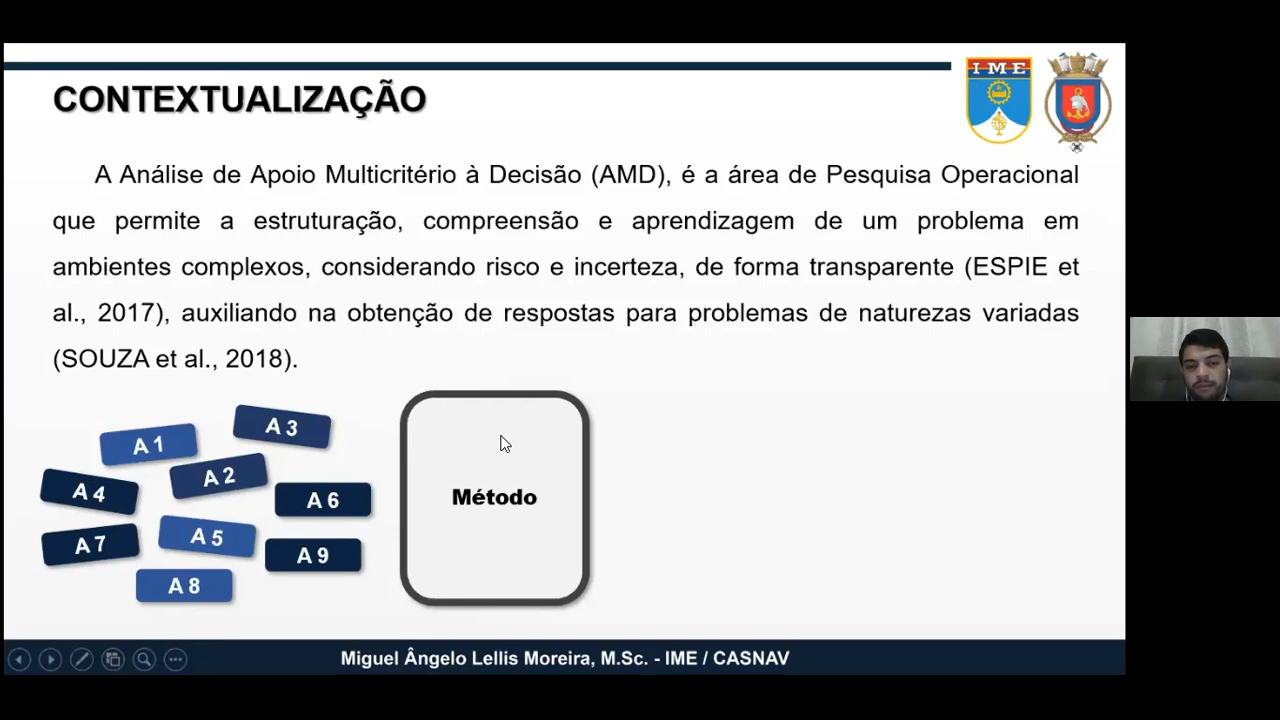 CONTEXTUALIZAÇÃO
IME
A Análise de Apoio Multicritério à Decisão (AMD), é a área de Pesquisa Operacional
que permite a estruturação, compreensão e aprendizagem de um problema em
ambientes complexos, considerando risco e incerteza, de forma transparente (ESPIE et
al., 2017), auxiliando na obtenção de respostas para problemas de naturezas variadas
(SOUZA et al., 2018).
A 1
A 3
A 2
A 4
A 6
A 5
A 7
A 9
A 8
Método
Miguel Ângelo Lellis Moreira, M.Sc. - IME / CASNAV